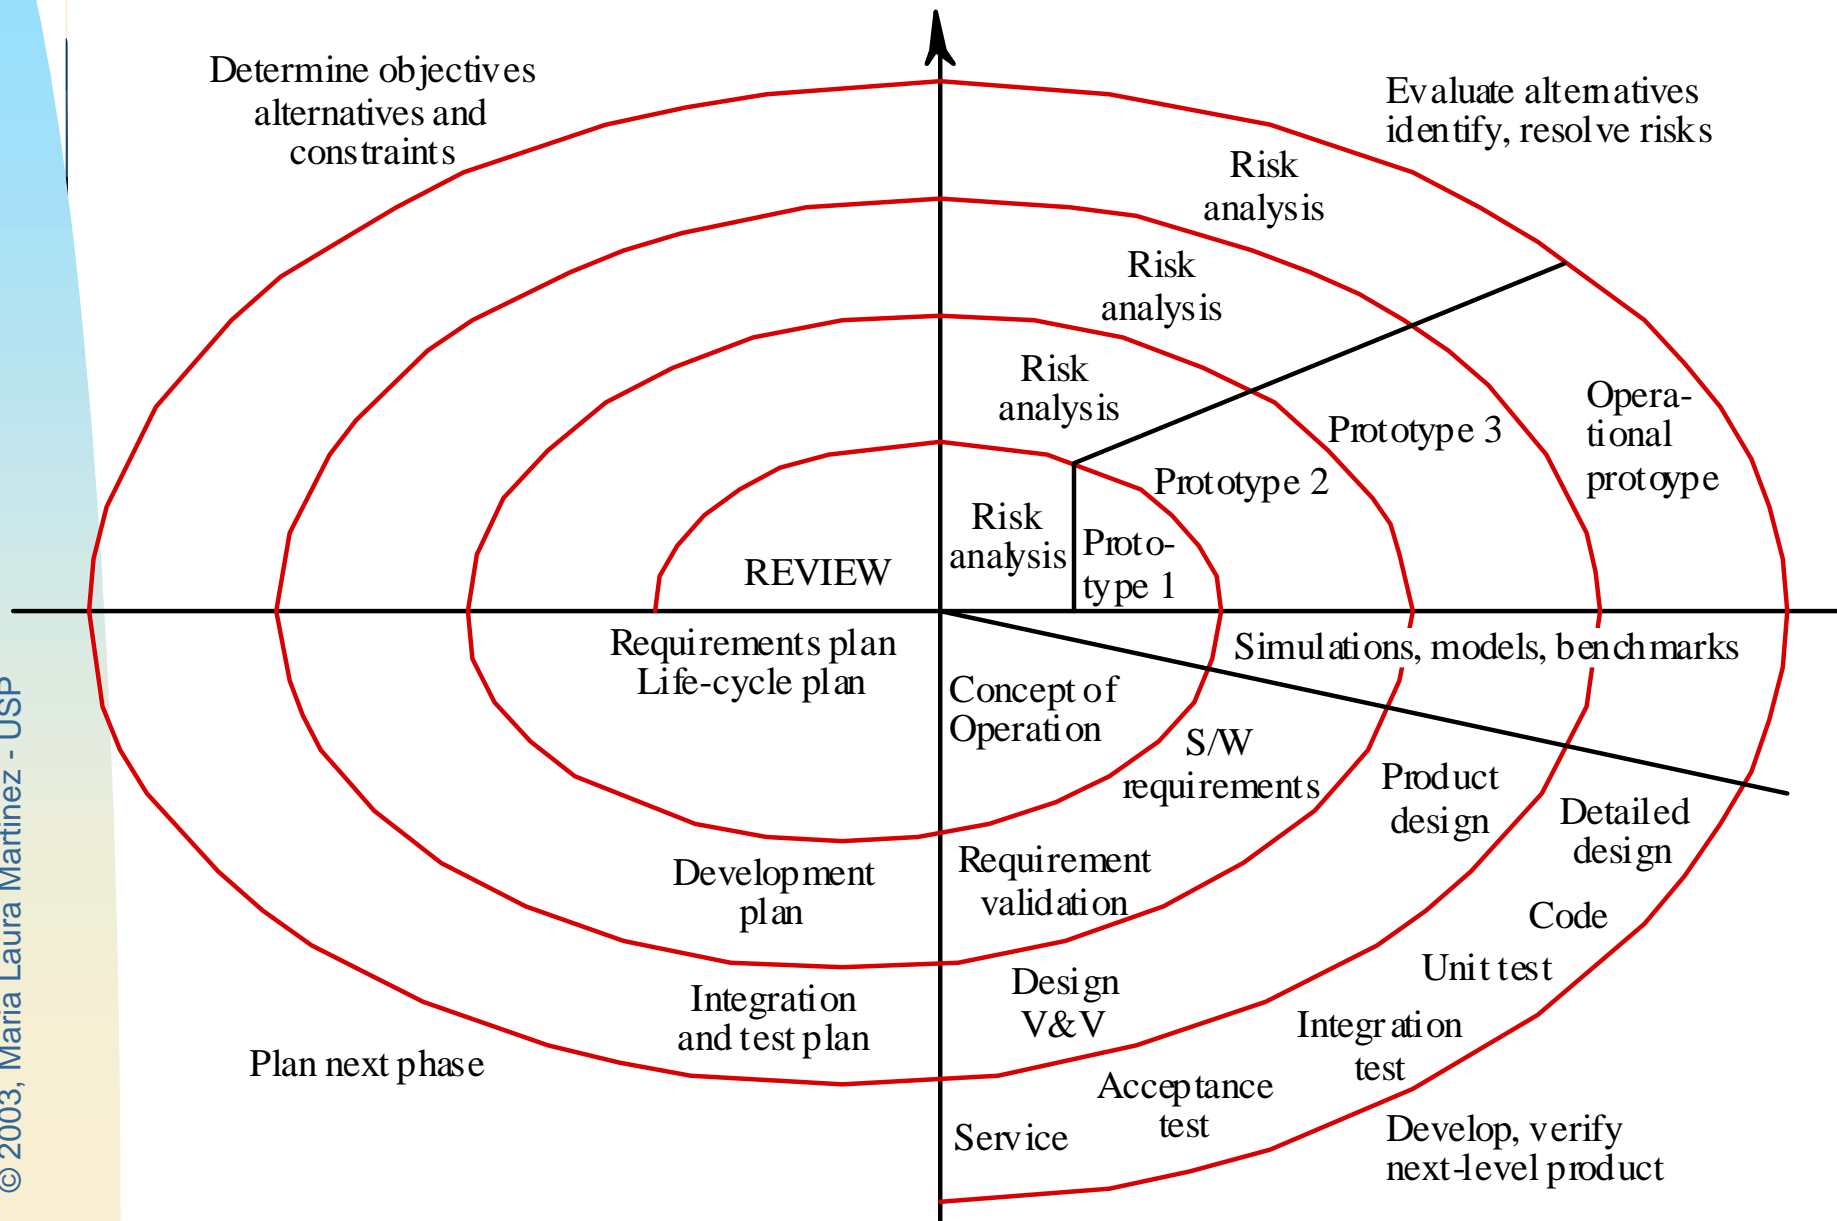 Determine objectives
alternatives and
constraints
Evaluate alternatives
identify, resolve risks
Risk
analysis
Risk
analysis
Risk
analysis
Risk
analysis
Proto-
type 1
Prototype 2
Prototype 3
Opera-
tional
protoype
REVIEW
Requirements plan
Life-cycle plan
Simulations, models, benchmarks
Concept of
Operation
S/W
requirements
Product
design
Detailed
design
Development
plan
Requirement
validation
Code
Unit test
Integration
and test plan
Design
V&V
Integration
test
Plan next phase
Acceptance
test
Service
Develop, verify
next-level product
© 2003, Maria Laura Martinez - USP